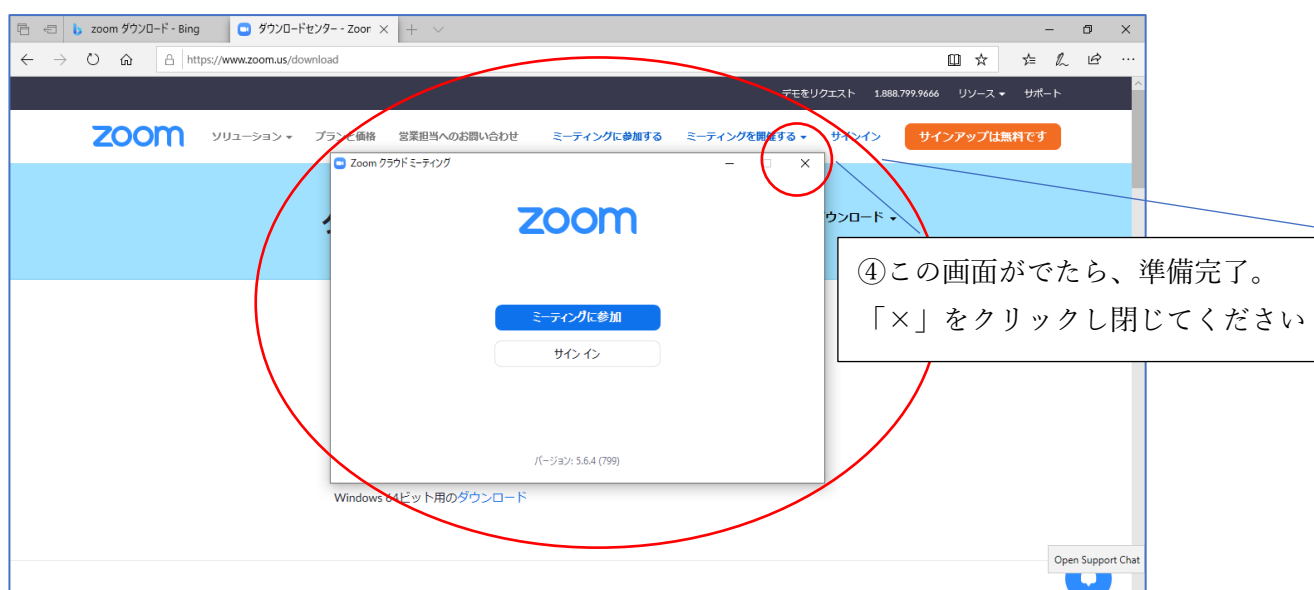 zoom ダウンロード - Bing
ダウンロードセンター - Zoor
https://www.zoom.us/download
デモをリクエスト 1.888.799.9666 リソース サポート
zoom ソリューション プランと価格 営業担当へのお問い合わせ ミーティングに参加する ミーティングを開催する サインイン サインアップは無料です
Zoom クラウド ミーティング
zoom
ウンロード
④この画面がでたら、準備完了。
「×」をクリックし閉じてください
ミーティングに参加
サイン イン
バージョン: 5.6.4 (799)
Windows 64ビット用のダウンロード
Open Support Chat